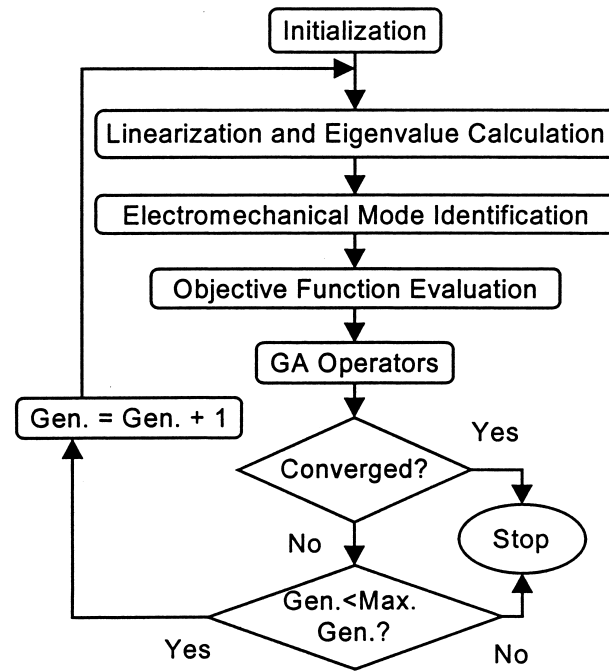 Initialization
Linearization and Eigenvalue Calculation
Electromechanical Mode Identification
Objective Function Evaluation
GA Operators
Gen. = Gen. + 1
Yes
Converged?
Stop
No
Gen.<Max.
Gen.?
Yes
No